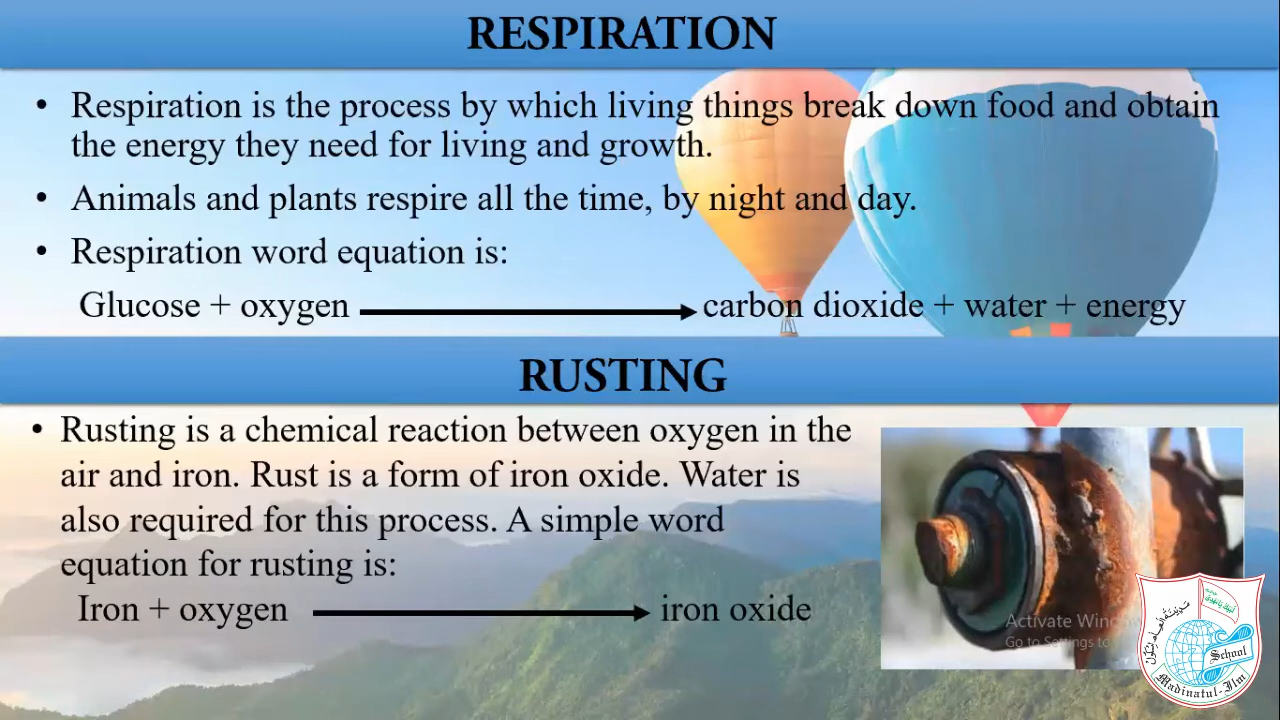 RESPIRATION
• Respiration is the process by which living things break down food and obtain
the energy they need for living and growth.
• Animals and plants respire all the time, by night and day.
• Respiration word equation is:
Glucose + oxygen → carbon dioxide + water + energy
RUSTING
• Rusting is a chemical reaction between oxygen in the
air and iron. Rust is a form of iron oxide. Water is
also required for this process. A simple word
equation for rusting is:
Iron + oxygen → iron oxide
Activate
Go to Settings to
School
Madinatul-Ilm